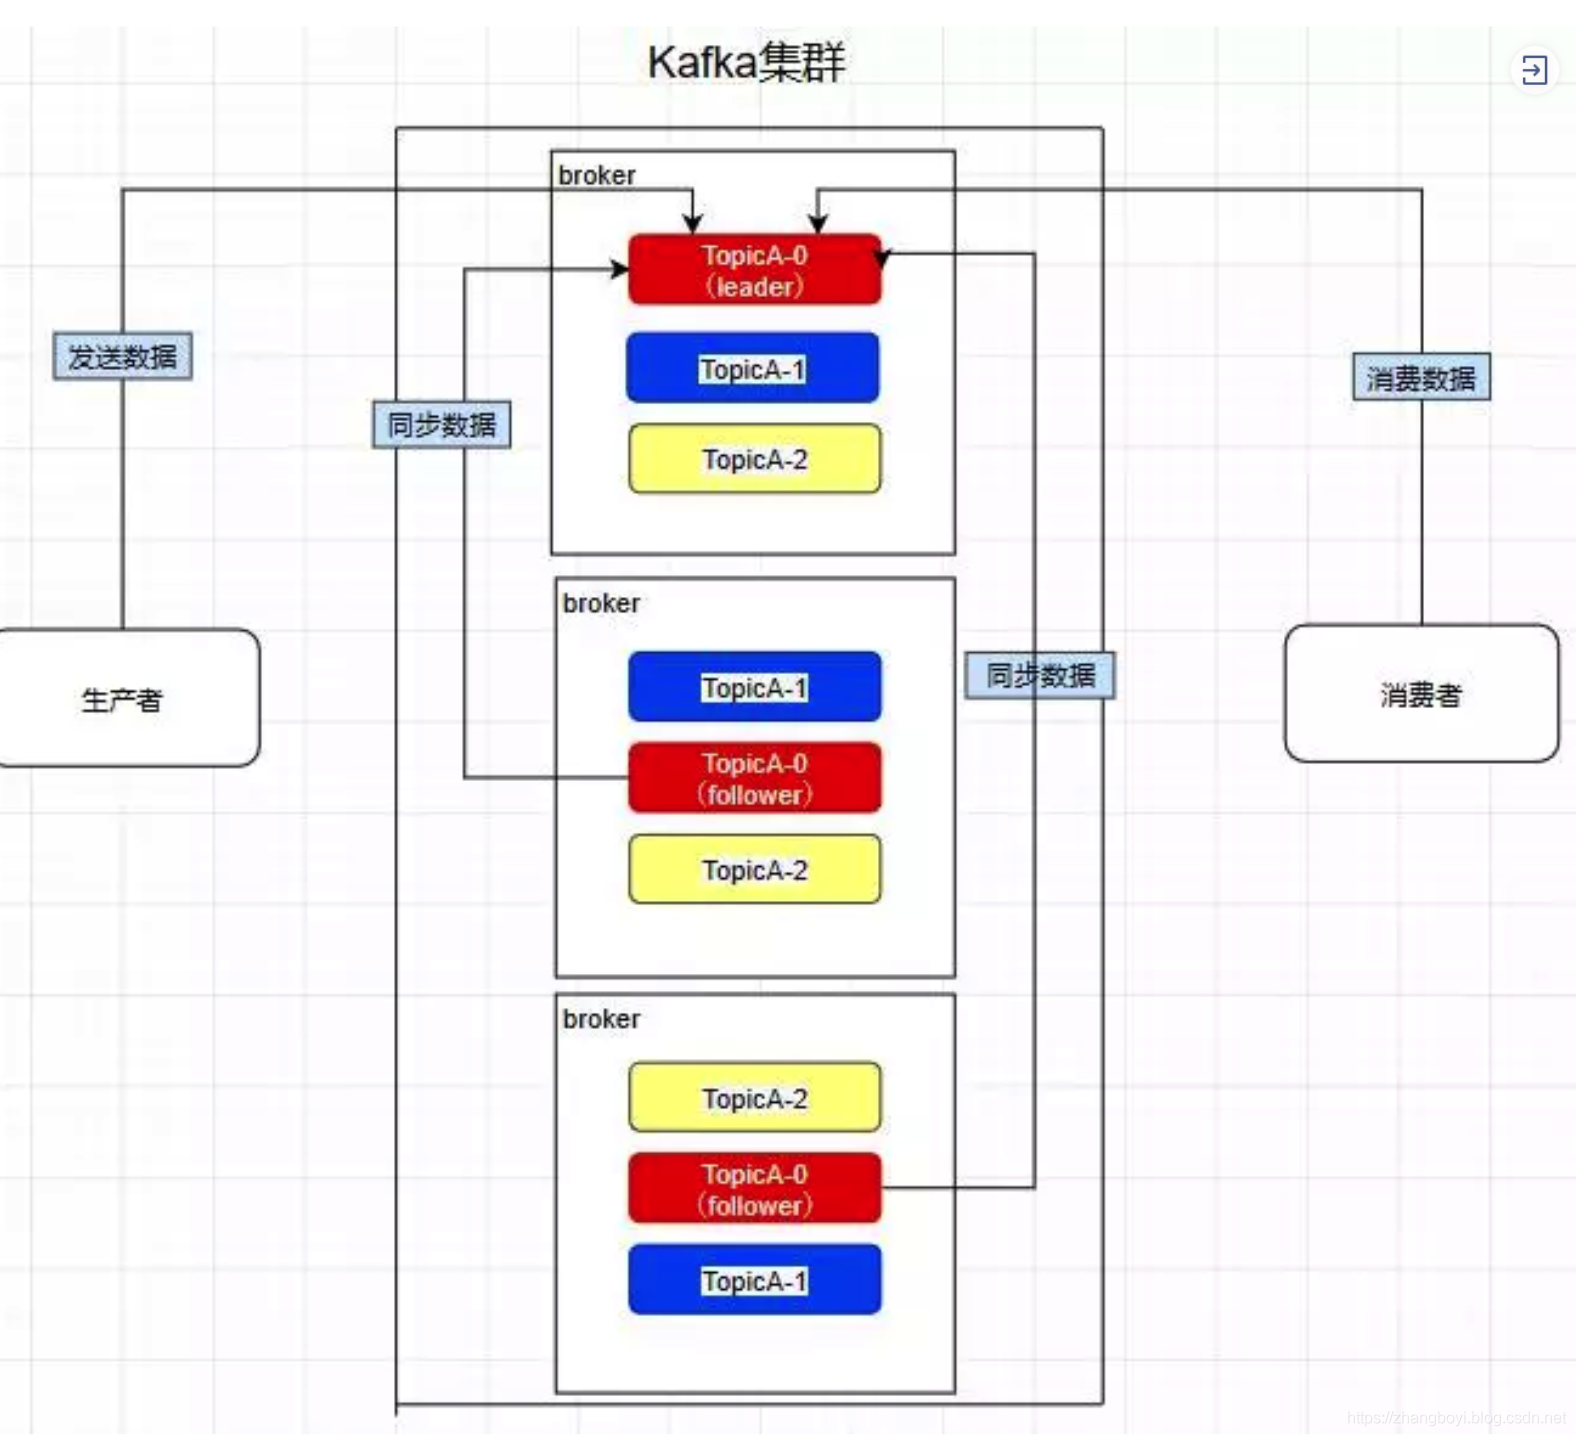 Kafka集群
broker
TopicA-0
（leader）
TopicA-1
TopicA-2
发送数据
同步数据
消费数据
broker
TopicA-1
TopicA-0
（follower）
TopicA-2
同步数据
生产者
消费者
broker
TopicA-2
TopicA-0
（follower）
TopicA-1
https://zhangboyi.blog.csdn.net